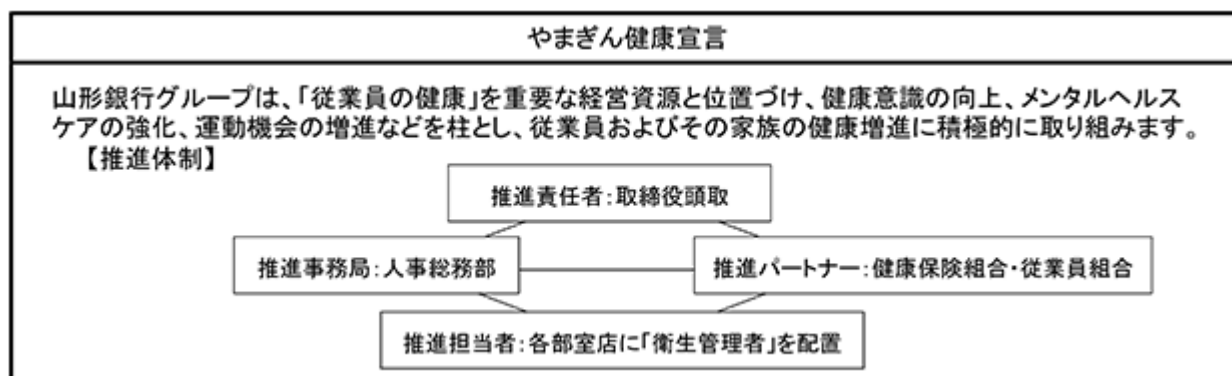 やまぎん健康宣言
山形銀行グループは、「従業員の健康」を重要な経営資源と位置づけ、健康意識の向上、メンタルヘルス
ケアの強化、運動機会の増進などを柱とし、従業員およびその家族の健康増進に積極的に取り組みます。
【推進体制】
推進責任者：取締役頭取
推進事務局：人事総務部
推進パートナー：健康保険組合・従業員組合
推進担当者：各部室店に「衛生管理者」を配置